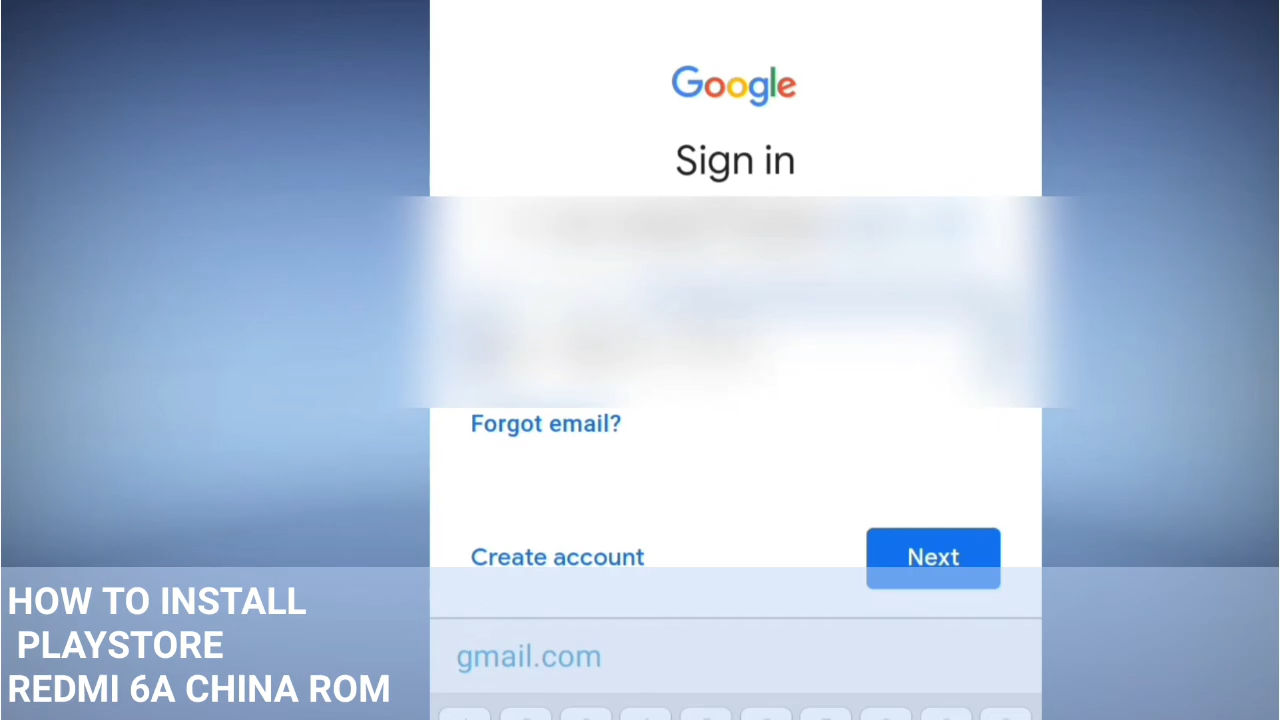 Google
Sign in
Forgot email?
Create account
Next
HOW TO INSTALL
PLAYSTORE
REDMI 6A CHINA ROM
gmail.com